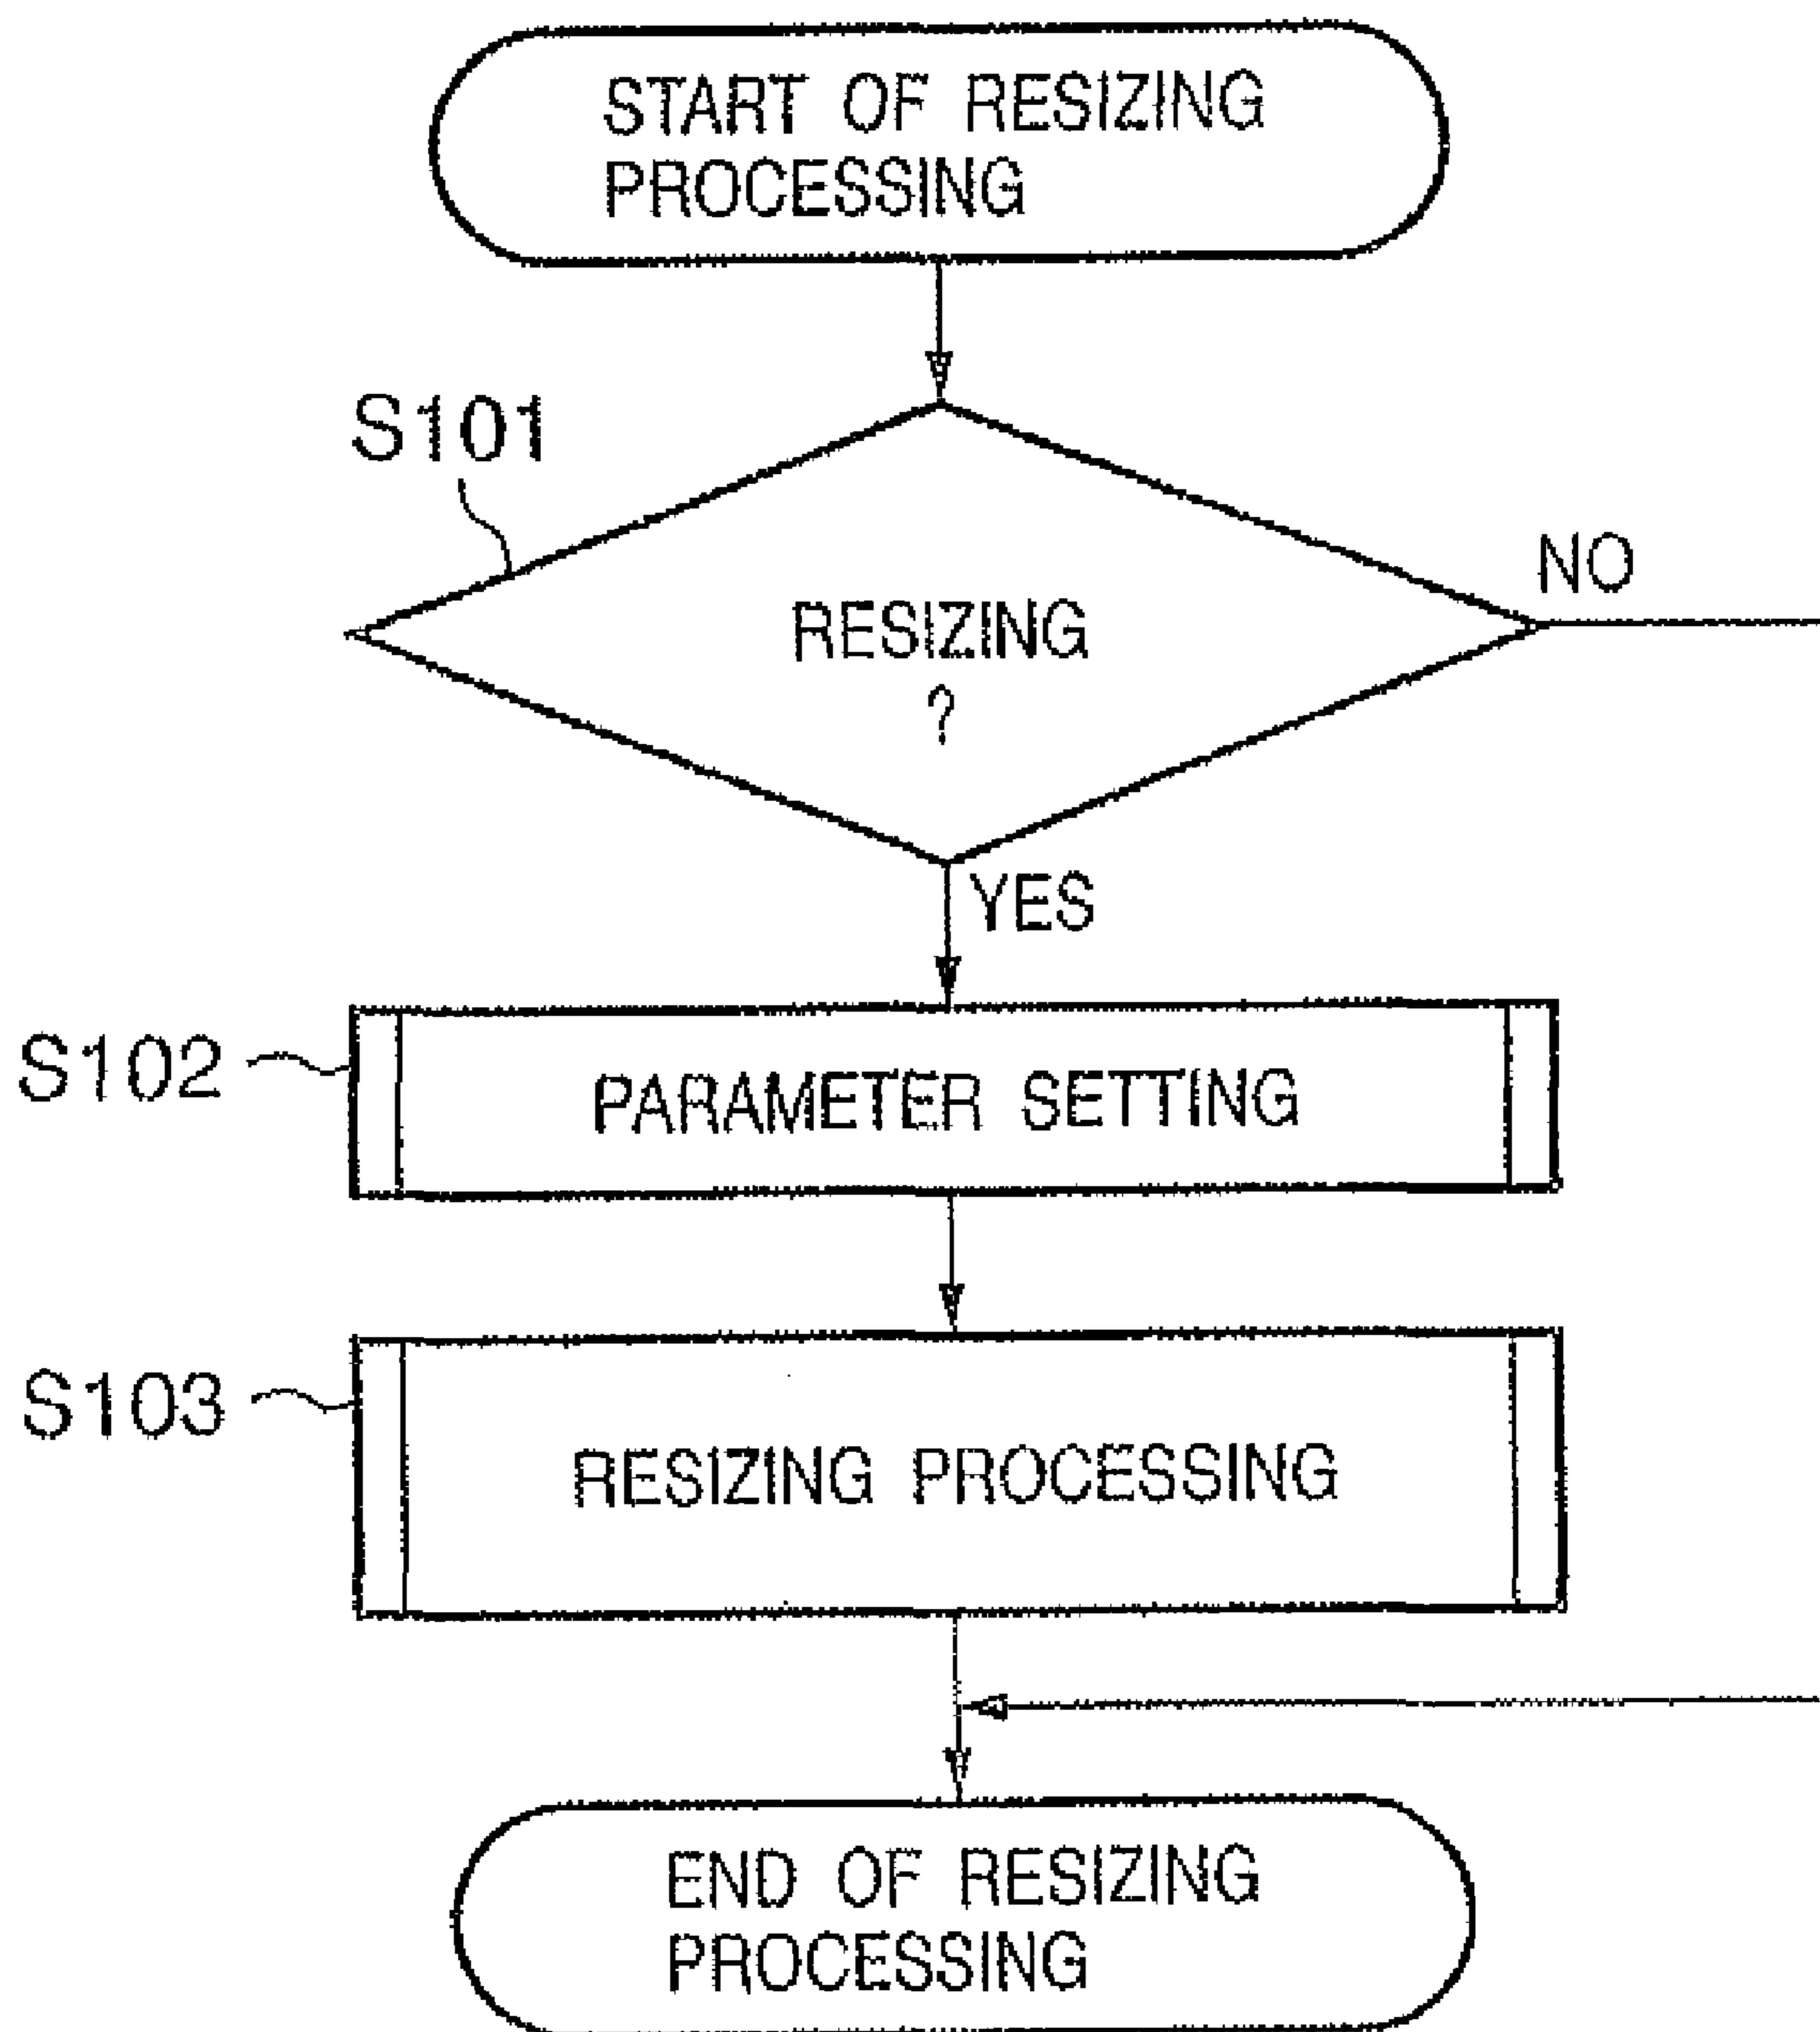 START OF RESIZING
PROCESSING
S101
NO
RESIZING
?
YES
S102
PARAMETER SETTING
S103
RESIZING PROCESSING
END OF RESIZING
PROCESSING